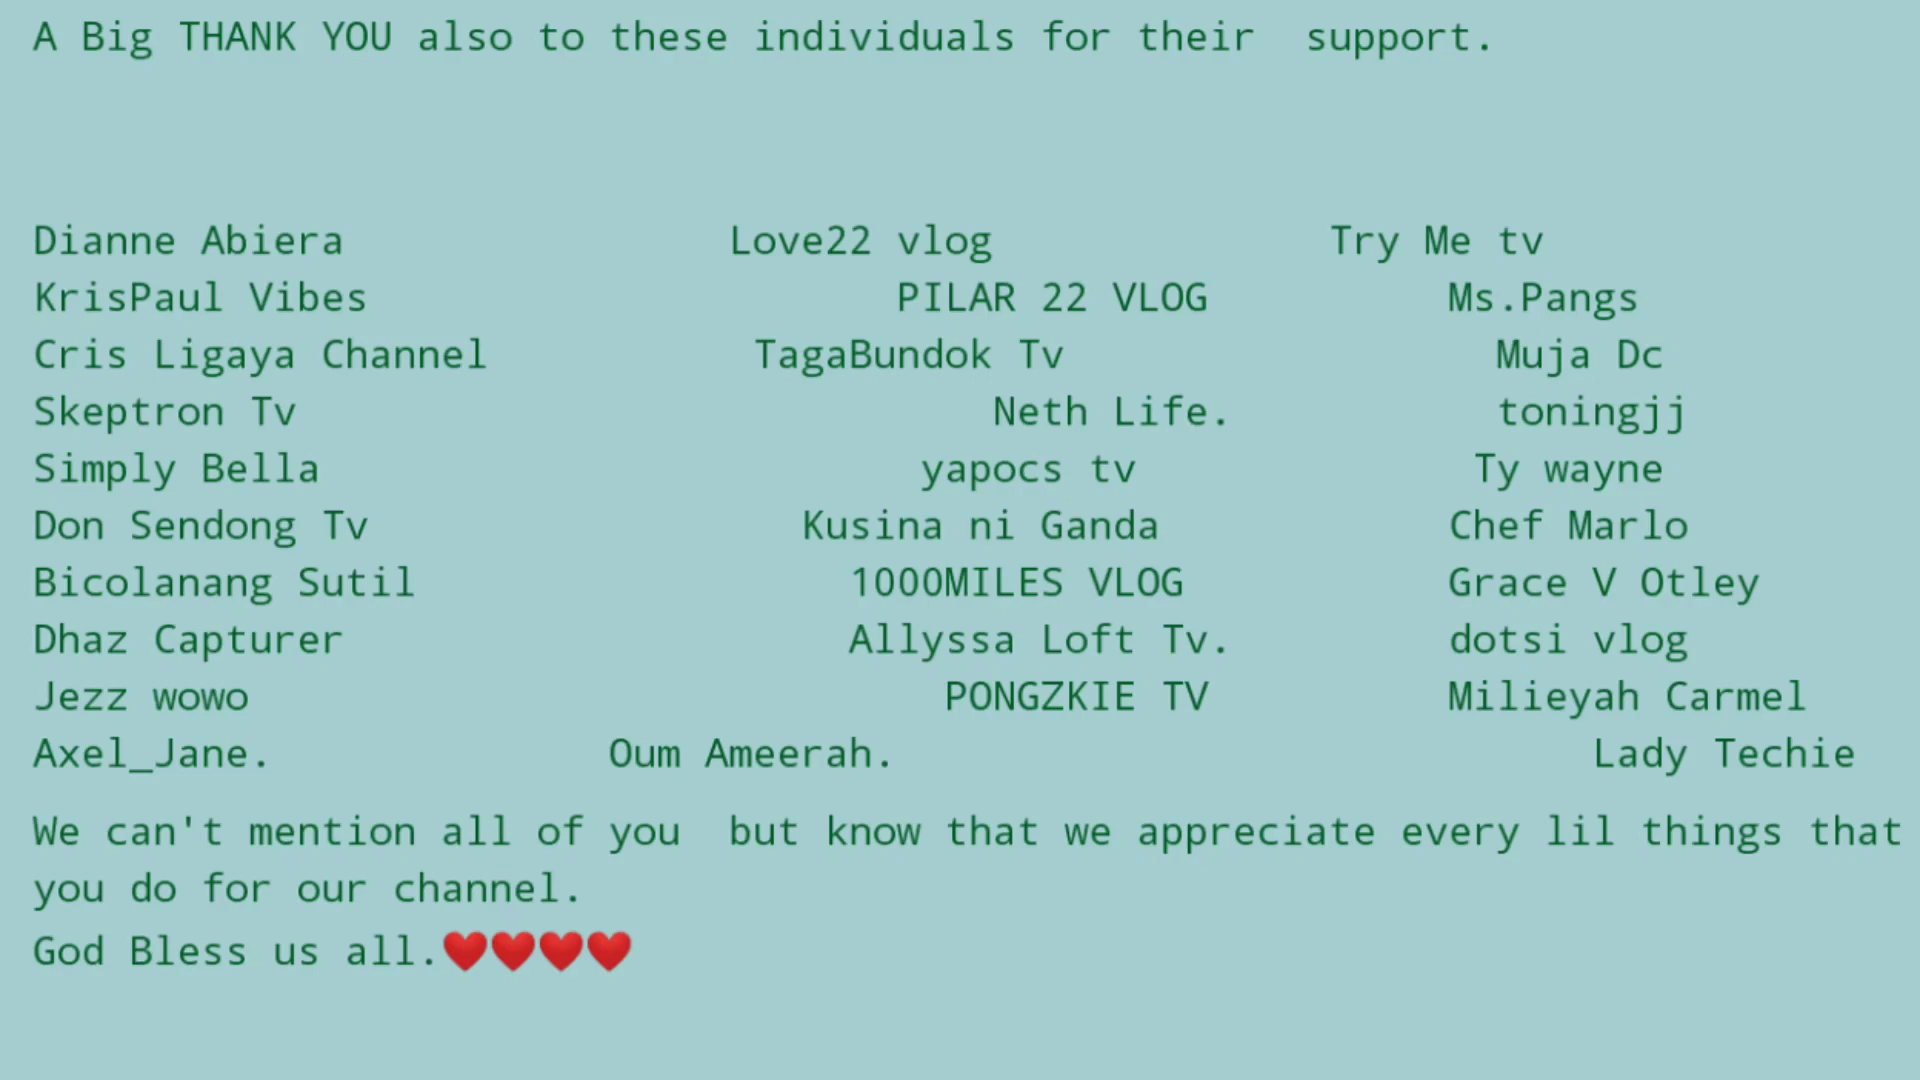 A Big THANK YOU also to these individuals for their support.
Dianne Abiera Love22 vlog Try Me tv
KrisPaul Vibes PILAR 22 VLOG Ms.Pangs
Cris Ligaya Channel TagaBundok Tv Muja Dc
Skeptron Tv Neth Life. toningjj
Simply Bella yapocs tv Ty wayne
Don Sendong Tv Kusina ni Ganda Chef Marlo
Bicolanang Sutil 1000MILES VLOG Grace V Otley
Dhaz Capturer Allyssa Loft Tv. dotsi vlog
Jezz wowo PONGZKIE TV Milieyah Carmel
Axel_Jane. Oum Ameerah. Lady Techie
We can't mention all of you but know that we appreciate every lil things that
you do for our channel.
God Bless us all.❤️❤️❤️❤️